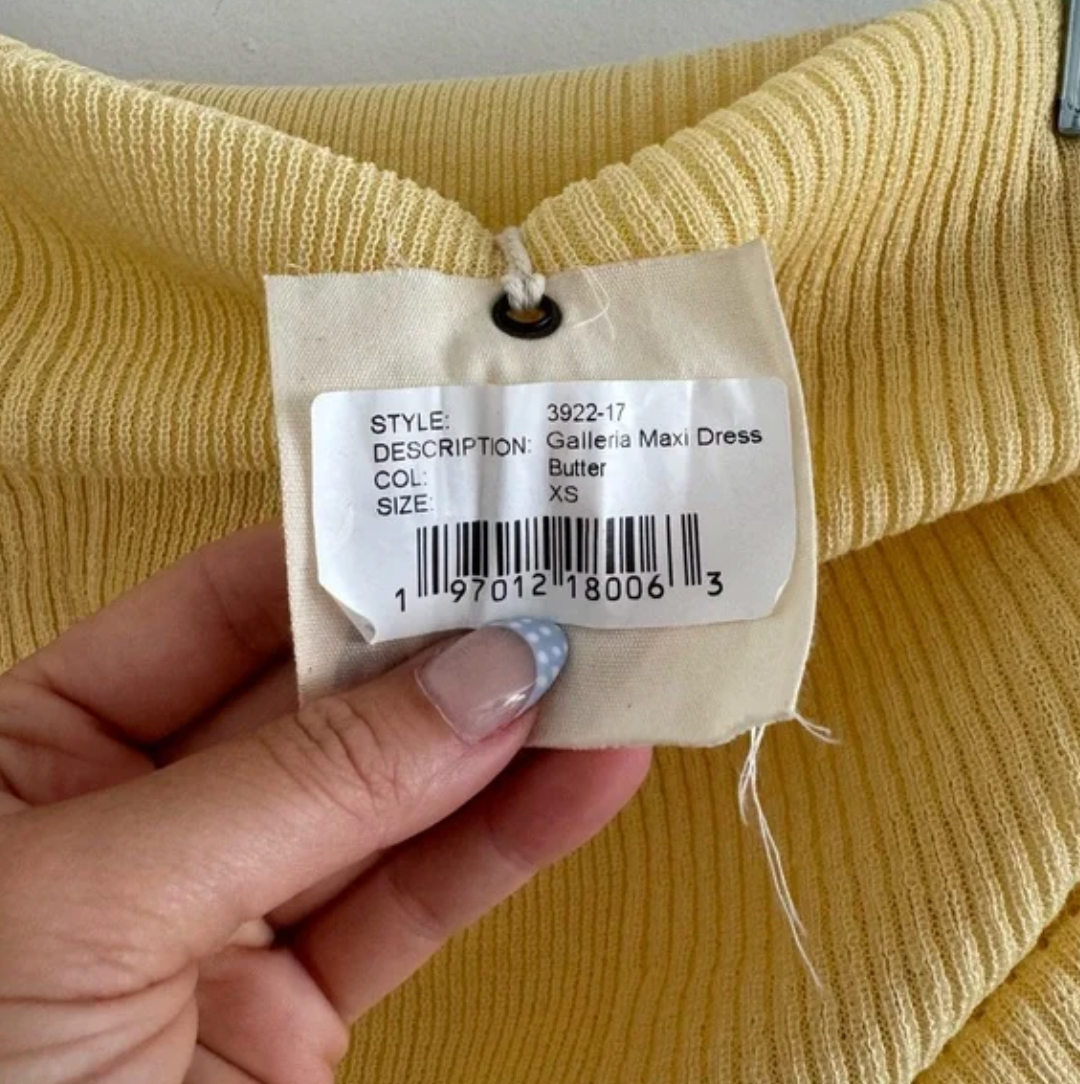 STYLE: 3922-17
DESCRIPTION: Galleria Maxi Dress
COL: Butter
SIZE: XS
1 97012 18006 3